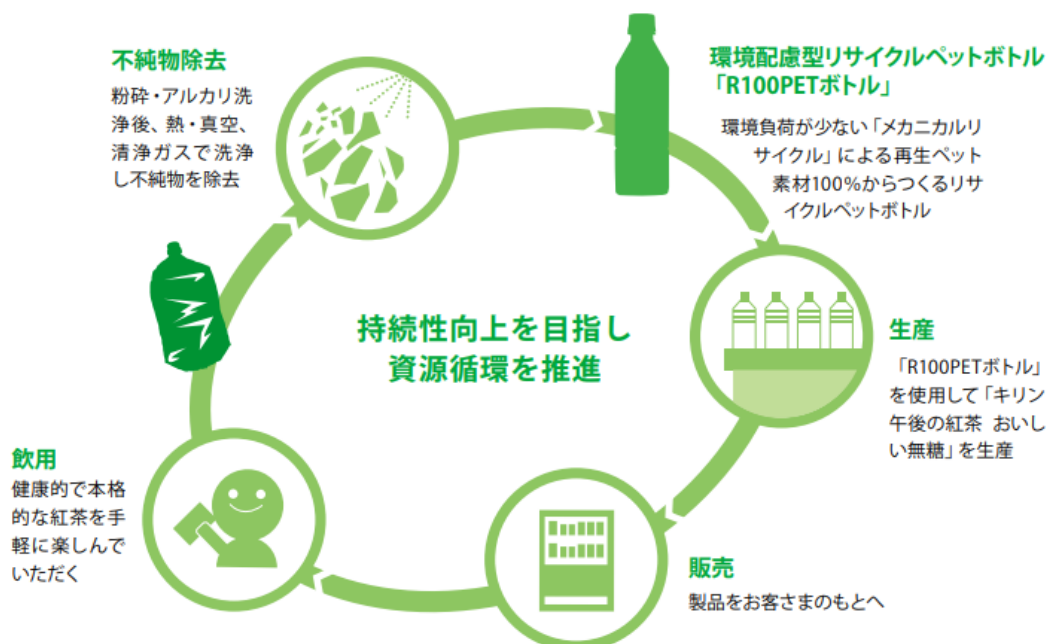 不純物除去
粉砕・アルカリ洗
浄後、熱・真空、
清浄ガスで洗浄
し不純物を除去
環境配慮型リサイクルペットボトル
「R100PETボトル」
環境負荷が少ない「メカニカルリ
サイクル」による再生ペット
素材100%からつくるリサ
イクルペットボトル
持続性向上を目指し
資源循環を推進
生産
「R100PETボトル」
を使用して「キリン
午後の紅茶 おいし
い無糖」を生産
販売
製品をお客さまのもとへ
飲用
健康的で本格
的な紅茶を手
軽に楽しんで
いただく